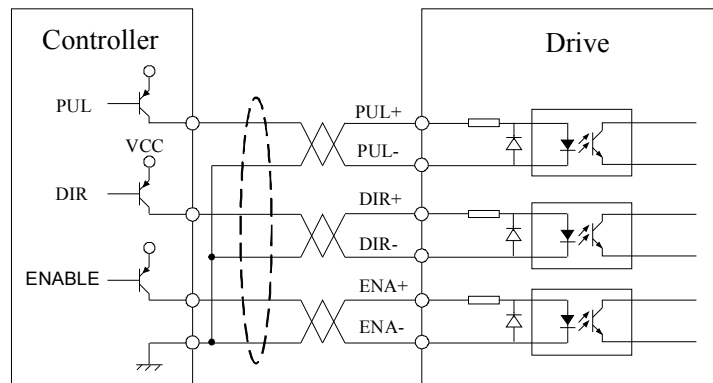 Controller
Drive
PUL
PUL+
PUL-
VCC
DIR
DIR+
DIR-
ENABLE
ENA+
ENA-